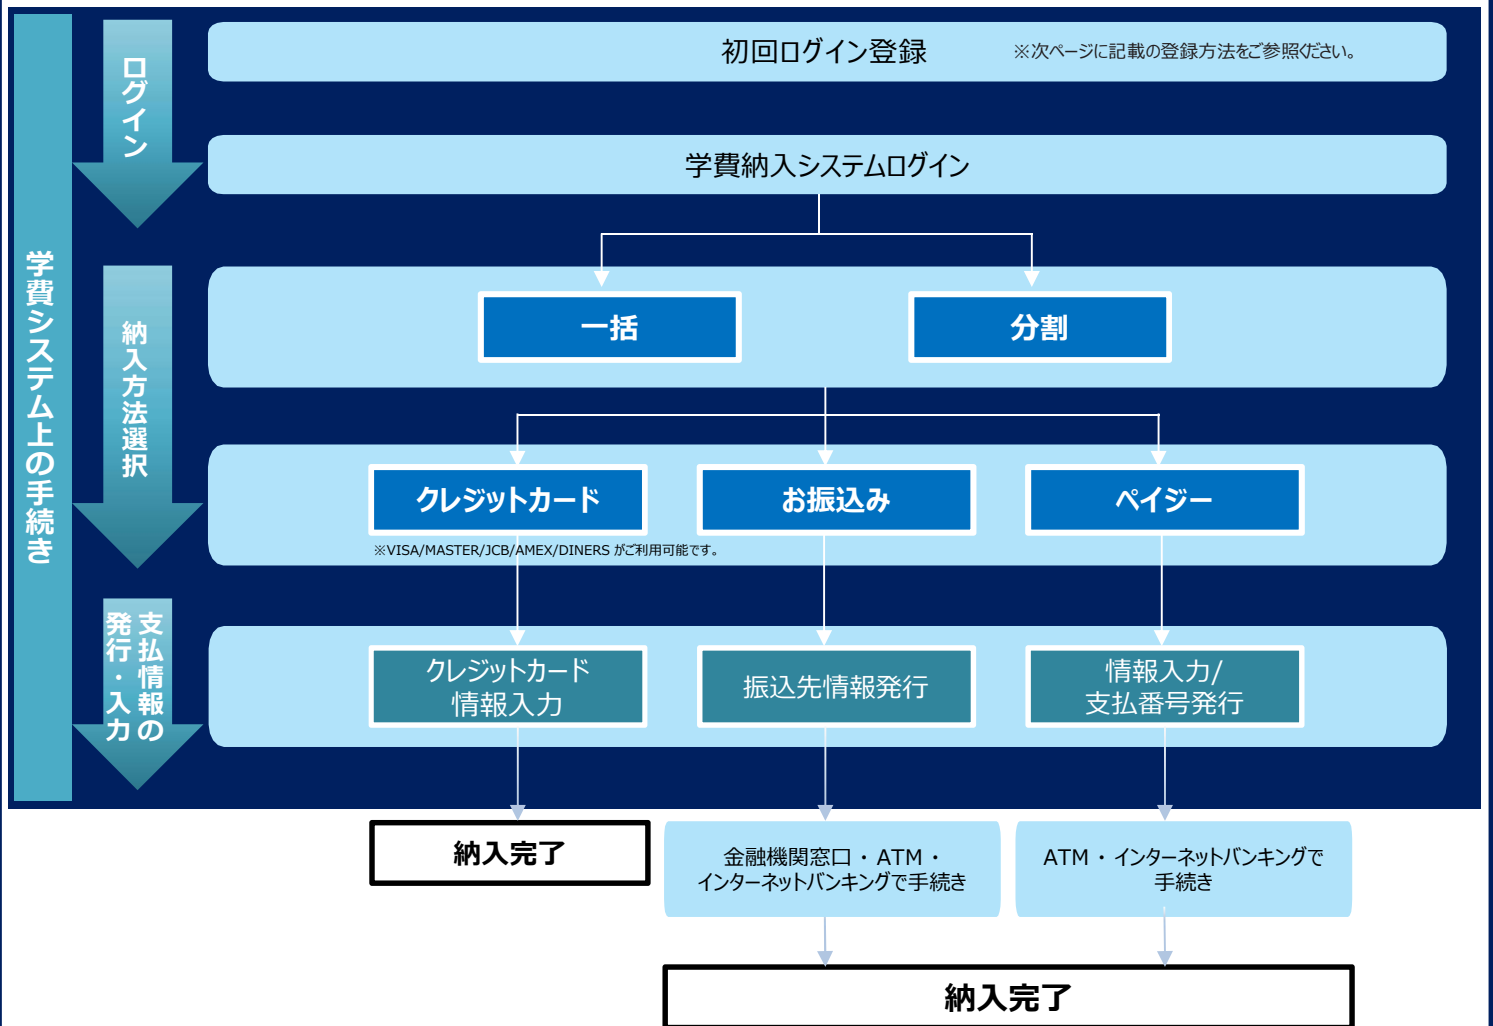 学費システム上の手続き
ログイン
初回ログイン登録
※次ページに記載の登録方法をご参照ください。
学費納入システムログイン
納入方法選択
一括
分割
クレジットカード
お振込み
ペイジー
※VISA/MASTER/JCB/AMEX/DINERS がご利用可能です。
支払情報の
発行・入力
クレジットカード
情報入力
振込先情報発行
情報入力/
支払番号発行
納入完了
金融機関窓口・ATM・
インターネットバンキングで手続き
ATM・インターネットバンキングで
手続き
納入完了